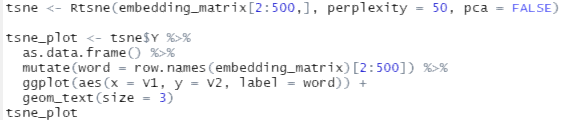 tsne <- Rtsne(embedding_matrix[2:500,], perplexity = 50, pca = FALSE)
tsne_plot <- tsne$Y %>%
as.data.frame() %>%
mutate(word = row.names(embedding_matrix)[2:500]) %>%
ggplot(aes(x = V1, y = V2, label = word)) +
geom_text(size = 3)
tsne_plot